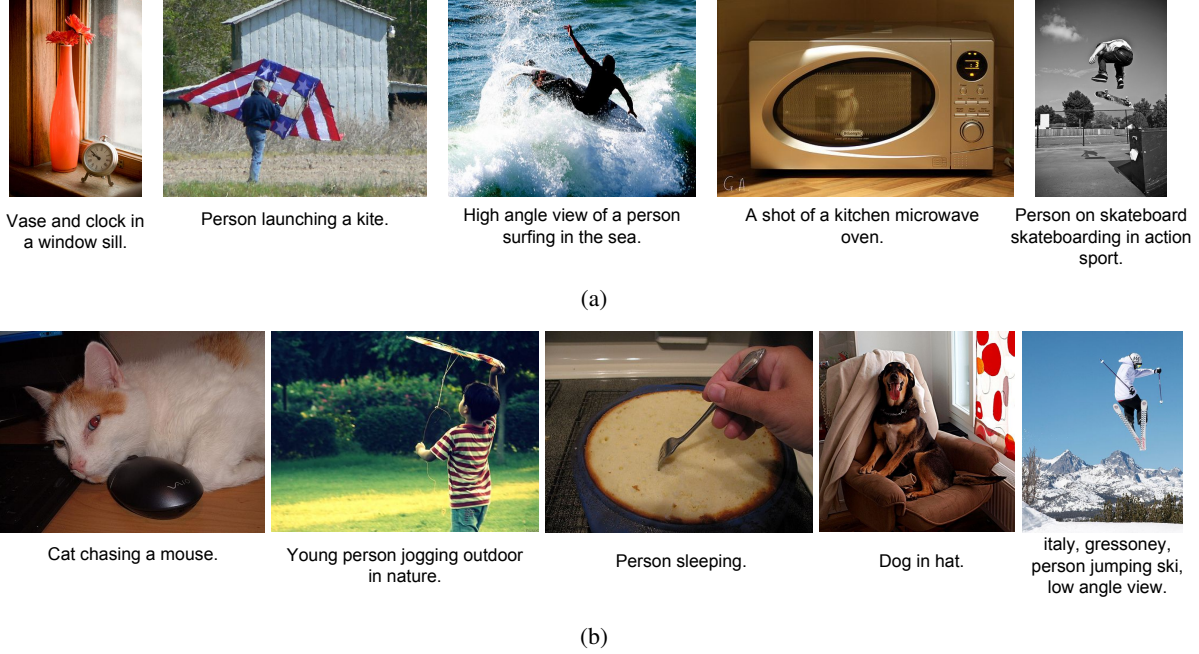 Vase and clock in
a window sill.
Person launching a kite.
High angle view of a person
surfing in the sea.
G A
A shot of a kitchen microwave
oven.
Person on skateboard
skateboarding in action
sport.
(a)
VAIO
Cat chasing a mouse.
Young person jogging outdoor
in nature.
Person sleeping.
Dog in hat.
italy, gressoney,
person jumping ski,
low angle view.
(b)